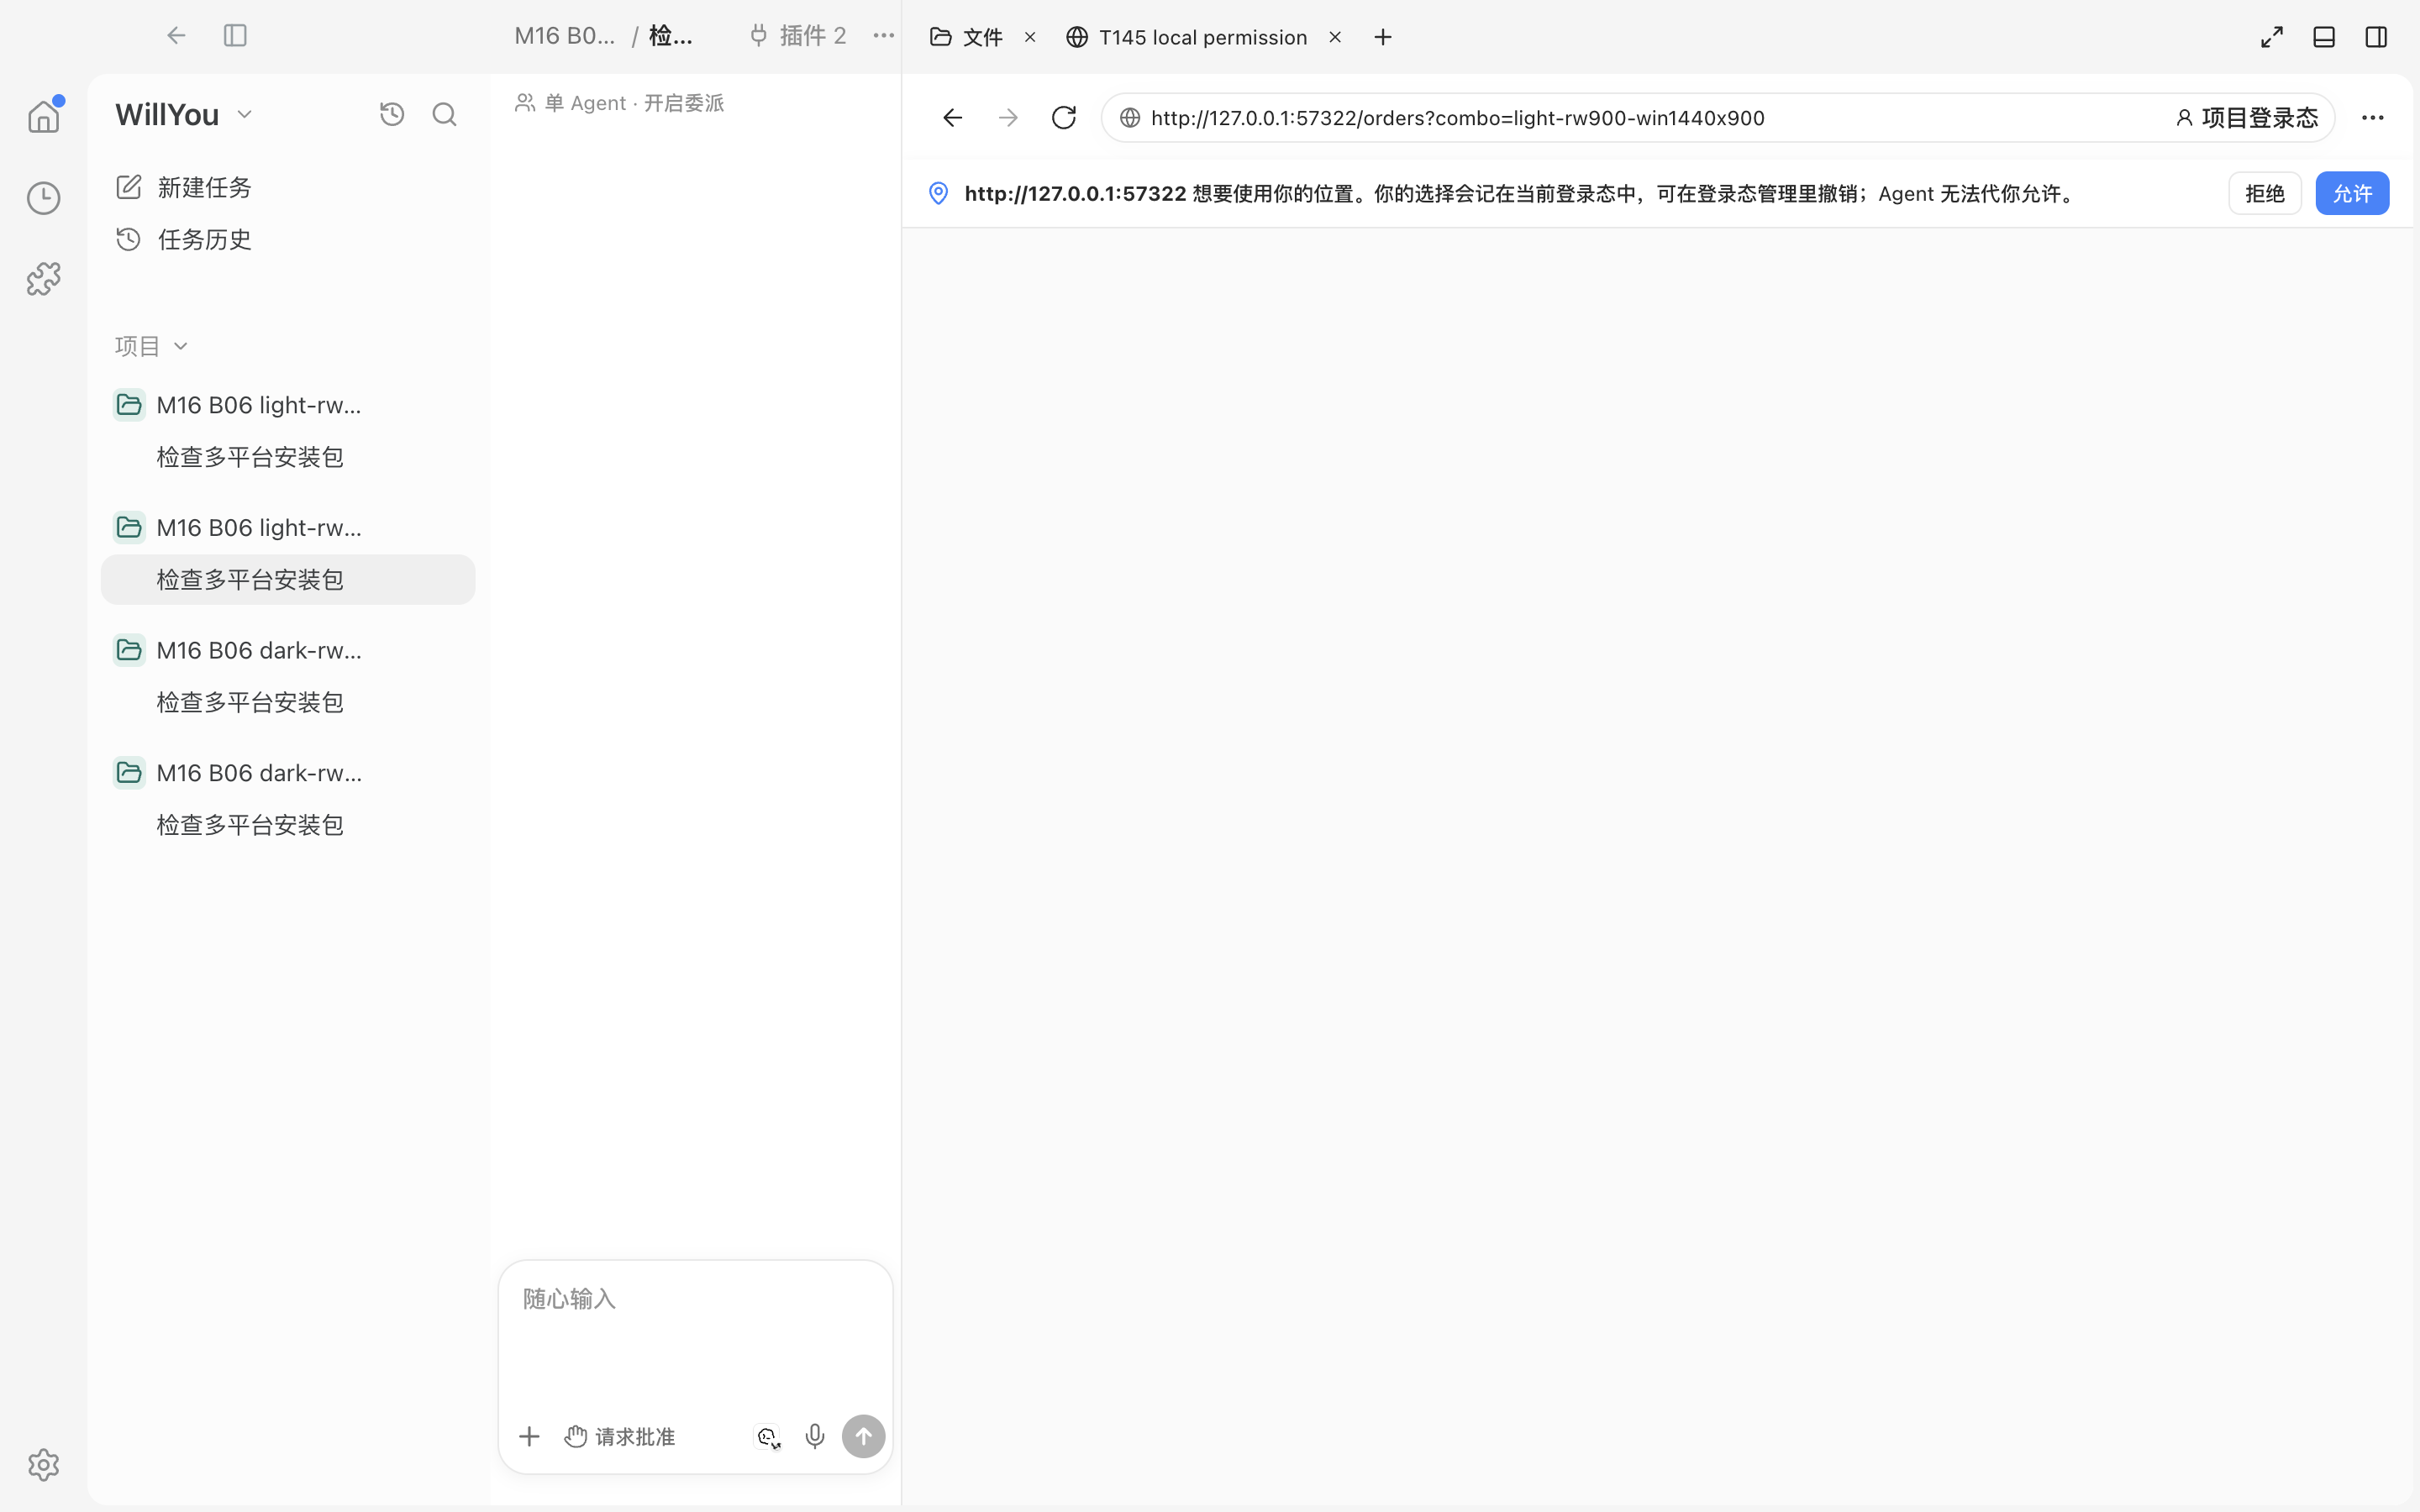 M16 B0... / 检... 插件 2
文件
T145 local permission
WillYou
新建任务
任务历史
项目
M16 B06 light-rw...
检查多平台安装包
M16 B06 light-rw...
检查多平台安装包
M16 B06 dark-rw...
检查多平台安装包
M16 B06 dark-rw...
检查多平台安装包
单 Agent · 开启委派
随心输入
请求批准
http://127.0.0.1:57322/orders?combo=light-rw900-win1440x900
项目登录态
http://127.0.0.1:57322 想要使用你的位置。你的选择会记在当前登录态中，可在登录态管理里撤销；Agent 无法代你允许。
拒绝
允许